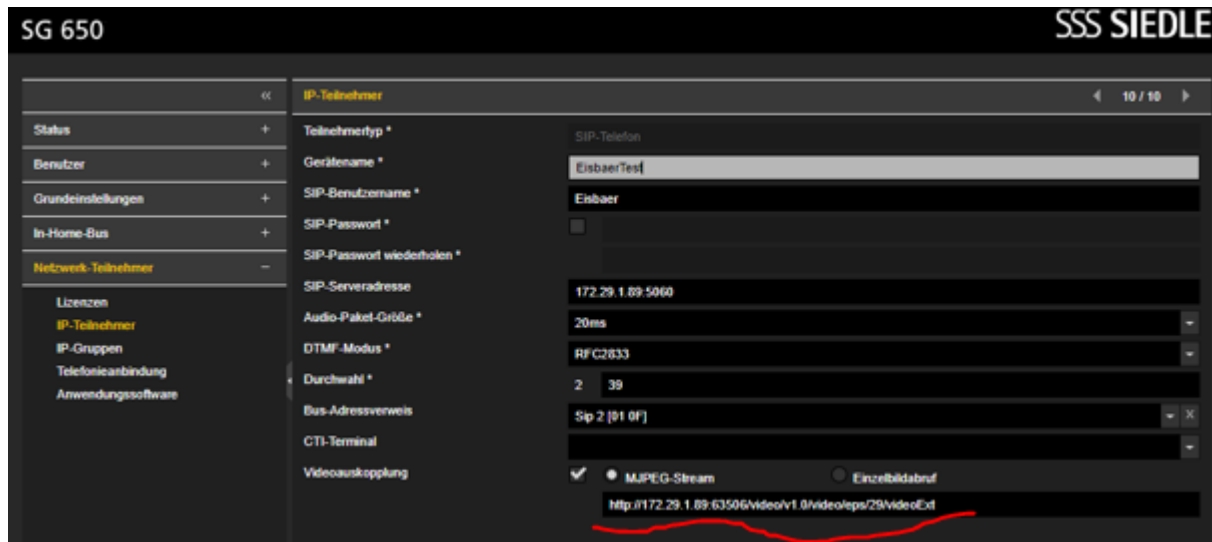 SG 650
SSS SIEDLE
«
IP-Teilnehmer
10 / 10
Status +
Benutzer +
Grundeinstellungen +
In-Home-Bus +
Netzwerk-Teilnehmer −
Lizenzen
IP-Teilnehmer
IP-Gruppen
Telefonieanbindung
Anwendungssoftware
Teilnehmertyp * SIP-Telefon
Gerätename * EisbaerTest
SIP-Benutzername * Eisbaer
SIP-Passwort *
SIP-Passwort wiederholen *
SIP-Serveradresse 172.29.1.89:5060
Audio-Paket-Größe * 20ms
DTMF-Modus * RFC2833
Durchwahl * 2 39
Bus-Adressverweis Sip 2 [01 0F] X
CTI-Terminal
Videoauskopplung MJPEG-Stream Einzelbildabruf
http://172.29.1.89:63506/video/v1.0/video/eps/29/videoExt